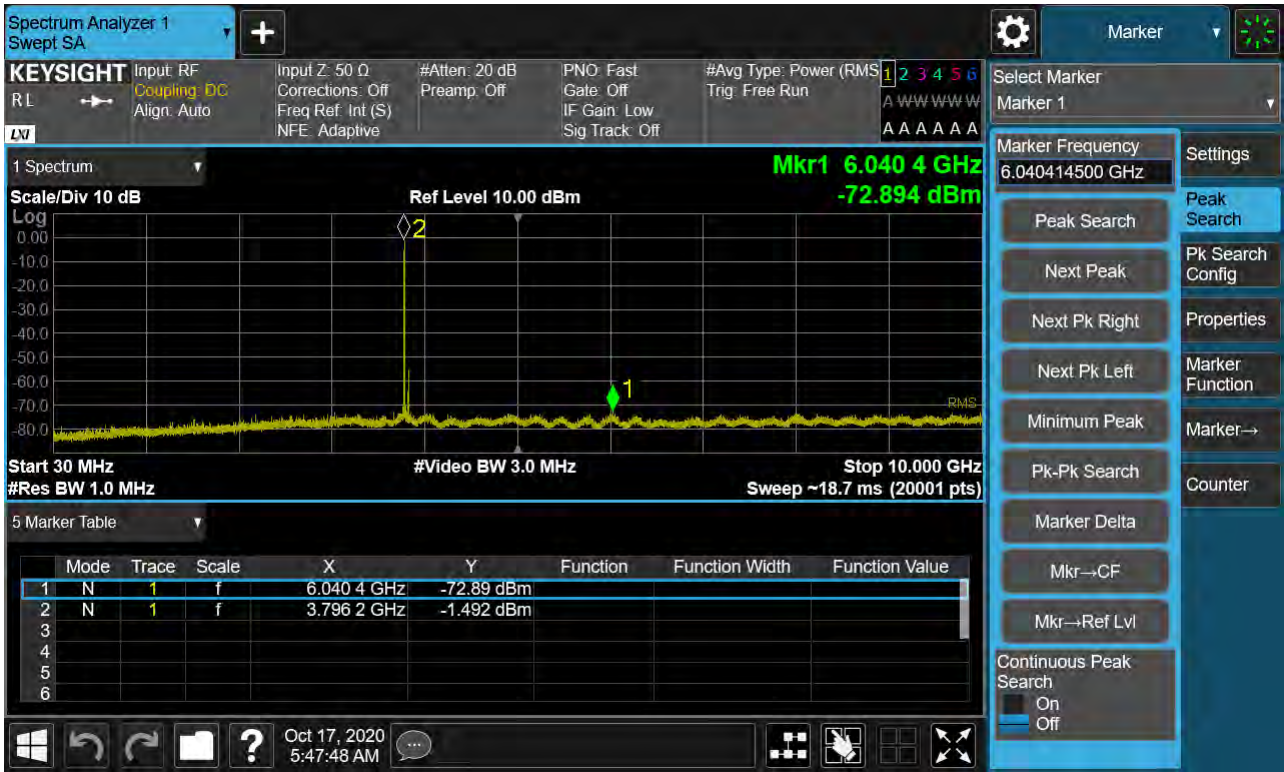 Spectrum Analyzer 1
Swept SA
+
Marker
KEYSIGHT
RL
LXI
Input: RF
Coupling: DC
Align: Auto
Input Z: 50 Ω
Corrections: Off
Freq Ref: Int (S)
NFE: Adaptive
#Atten: 20 dB
Preamp: Off
PNO: Fast
Gate: Off
IF Gain: Low
Sig Track: Off
#Avg Type: Power (RMS
Trig: Free Run
1 2 3 4 5 6
A W W W W W
A A A A A A
Select Marker
Marker 1
1 Spectrum
Mkr1 6.040 4 GHz
-72.894 dBm
Scale/Div 10 dB
Ref Level 10.00 dBm
Log
0.00
-10.0
-20.0
-30.0
-40.0
-50.0
-60.0
-70.0
-80.0
2
1
RMS
Start 30 MHz
#Video BW 3.0 MHz
Stop 10.000 GHz
#Res BW 1.0 MHz
Sweep ~18.7 ms (20001 pts)
5 Marker Table
Mode Trace Scale X Y Function Function Width Function Value
1 N 1 f 6.040 4 GHz -72.89 dBm
2 N 1 f 3.796 2 GHz -1.492 dBm
3
4
5
6
Marker Frequency
6.040414500 GHz
Peak Search
Next Peak
Next Pk Right
Next Pk Left
Minimum Peak
Pk-Pk Search
Marker Delta
Mkr→CF
Mkr→Ref Lvl
Continuous Peak
Search
On
Off
Settings
Peak
Search
Pk Search
Config
Properties
Marker
Function
Marker→
Counter
?
Oct 17, 2020
5:47:48 AM